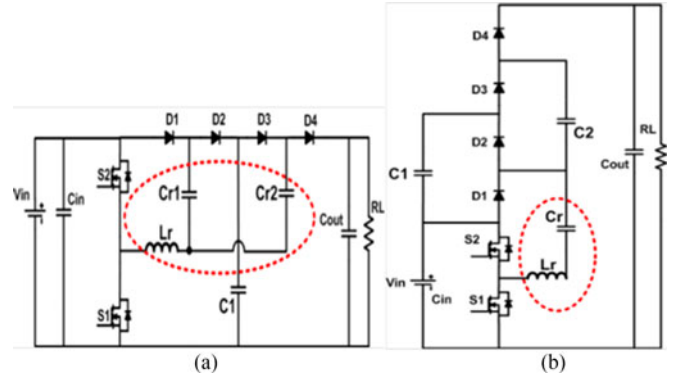 D1 D2 D3 D4
S2
Vin
Cin
Cr1
Cr2
Cout
RL
Lr
S1
C1
(a)
D4
D3
C2
RL
D2
Cout
C1
D1
Cr
S2
Lr
Vin
Cin
S1
(b)